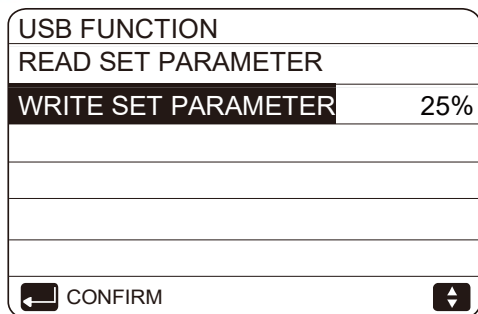 USB FUNCTION
READ SET PARAMETER
WRITE SET PARAMETER 25%
CONFIRM